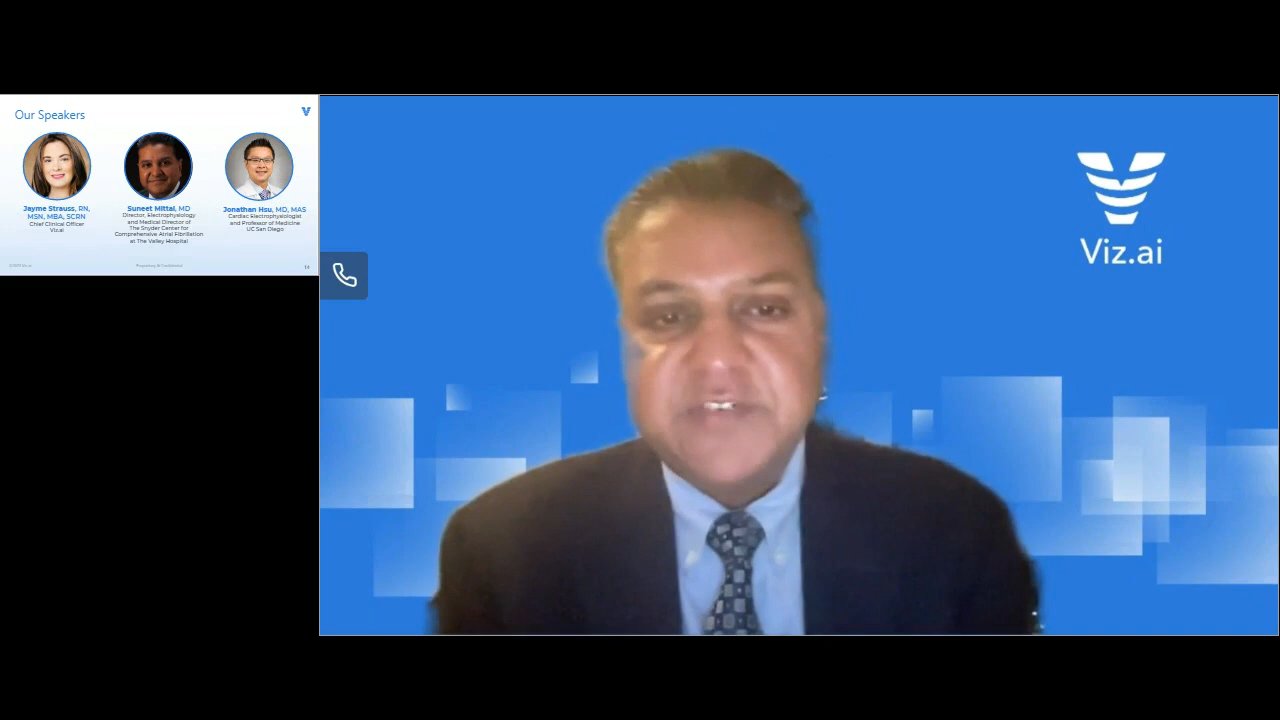 Our Speakers
Jayme Strauss, RN,
MSN, MBA, SCRN
Chief Clinical Officer
Viz.ai
Suneet Mittal, MD
Director, Electrophysiology
and Medical Director of
The Snyder Center for
Comprehensive Atrial Fibrillation
at The Valley Hospital
Jonathan Hsu, MD, MAS
Cardiac Electrophysiologist
and Professor of Medicine
UC San Diego
Proprietary & Confidential
Viz.ai